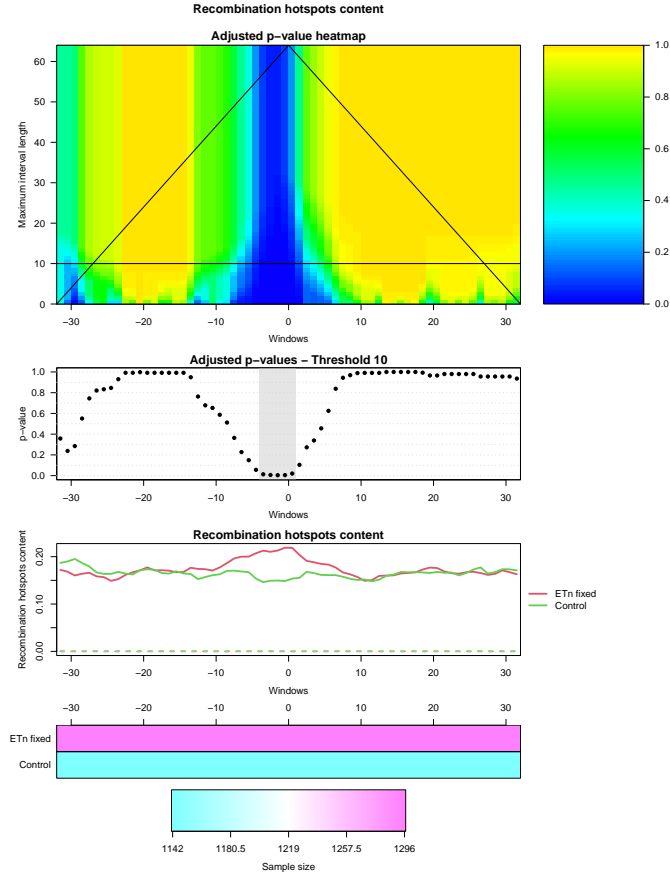 Recombination hotspots content
Adjusted p−value heatmap
Maximum interval length
0 10 20 30 40 50 60
−30 −20 −10 0 10 20 30
Windows
0.0 0.2 0.4 0.6 0.8 1.0
Adjusted p−values − Threshold 10
p−value
0.0 0.2 0.4 0.6 0.8 1.0
−30 −20 −10 0 10 20 30
Windows
Recombination hotspots content
Recombination hotspots content
0.00 0.10 0.20
−30 −20 −10 0 10 20 30
Windows
ETn fixed
Control
−30 −20 −10 0 10 20 30
ETn fixed
Control
1142 1180.5 1219 1257.5 1296
Sample size